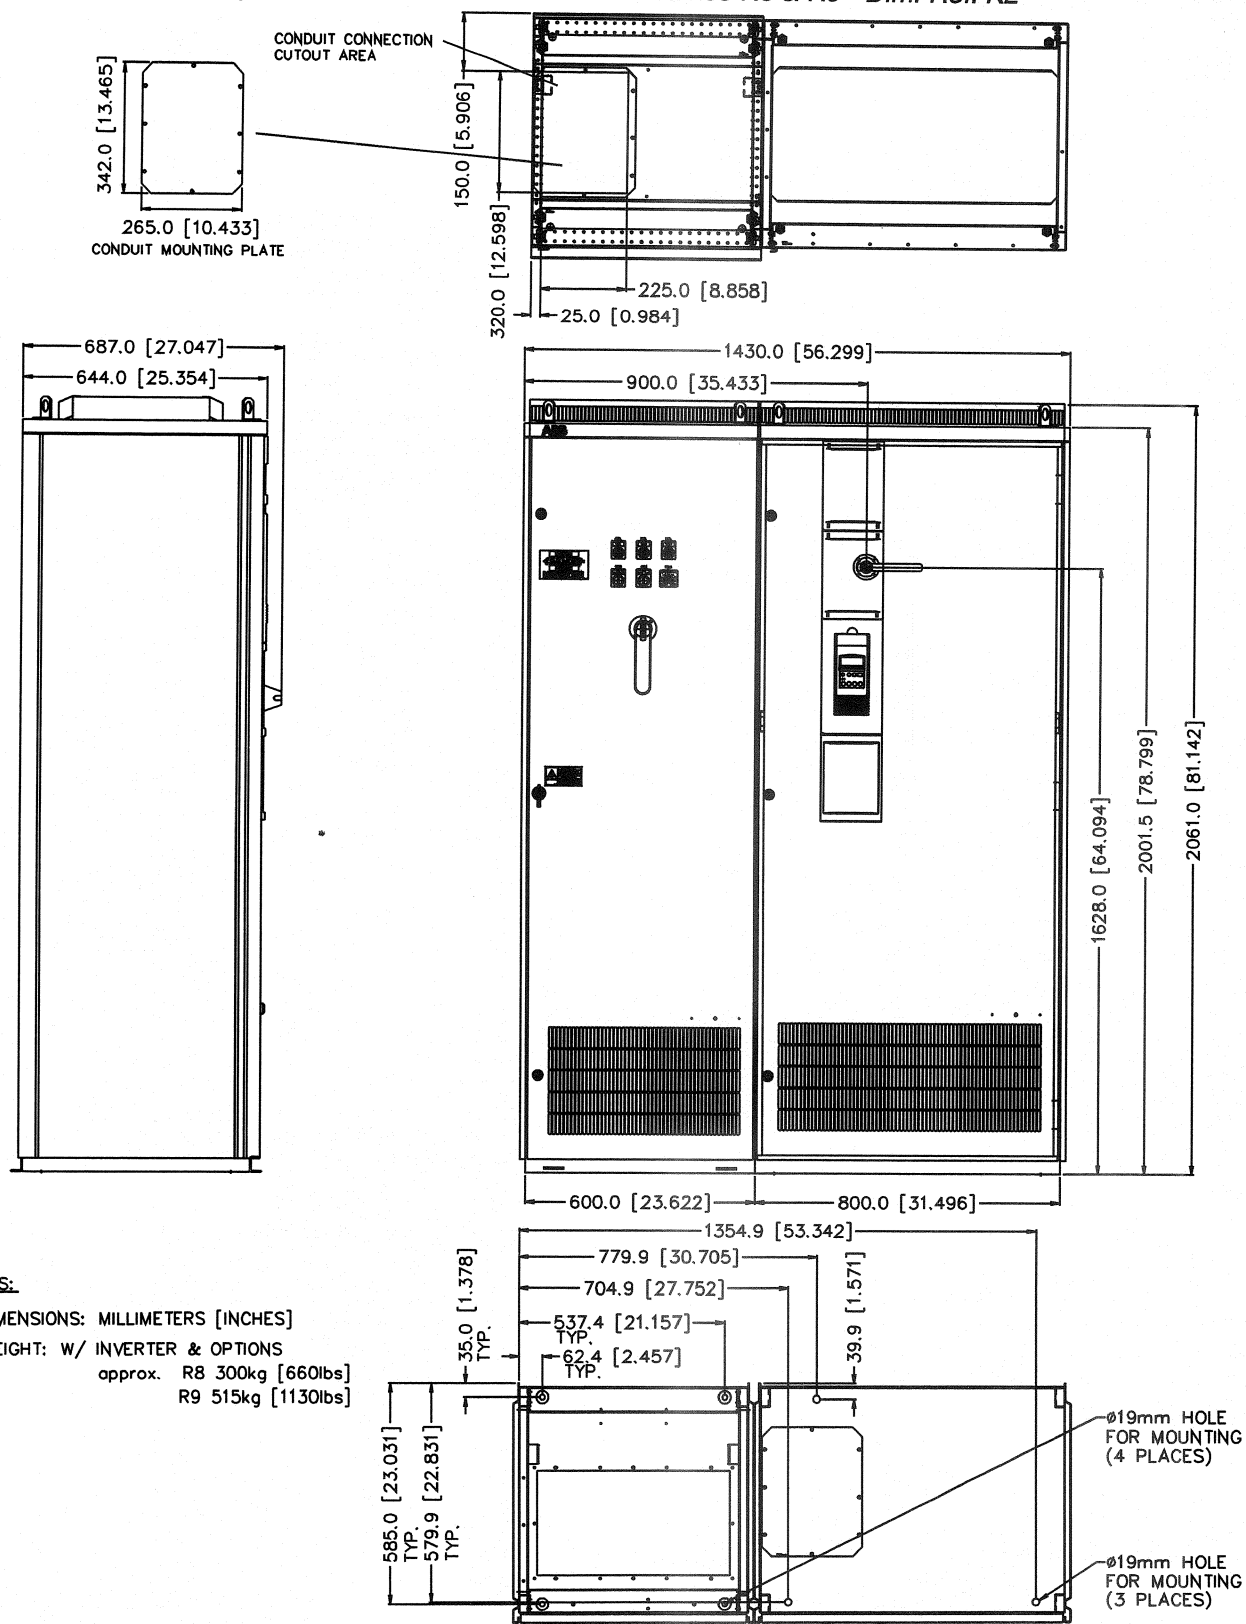 CONDUIT CONNECTION
CUTOUT AREA
342.0 [13.465]
265.0 [10.433]
CONDUIT MOUNTING PLATE
150.0 [5.906]
320.0 [12.598]
225.0 [8.858]
25.0 [0.984]
687.0 [27.047]
644.0 [25.354]
1430.0 [56.299]
900.0 [35.433]
ABB
1628.0 [64.094]
2001.5 [78.799]
2061.0 [81.142]
600.0 [23.622]
800.0 [31.496]
1354.9 [53.342]
779.9 [30.705]
704.9 [27.752]
537.4 [21.157]
TYP.
62.4 [2.457]
TYP.
35.0 [1.378]
TYP.
39.9 [1.571]
S:
MENSIONS: MILLIMETERS [INCHES]
EIGHT: W/ INVERTER & OPTIONS
approx. R8 300kg [660lbs]
R9 515kg [1130lbs]
585.0 [23.031]
TYP.
579.9 [22.831]
TYP.
ø19mm HOLE
FOR MOUNTING
(4 PLACES)
ø19mm HOLE
FOR MOUNTING
(3 PLACES)